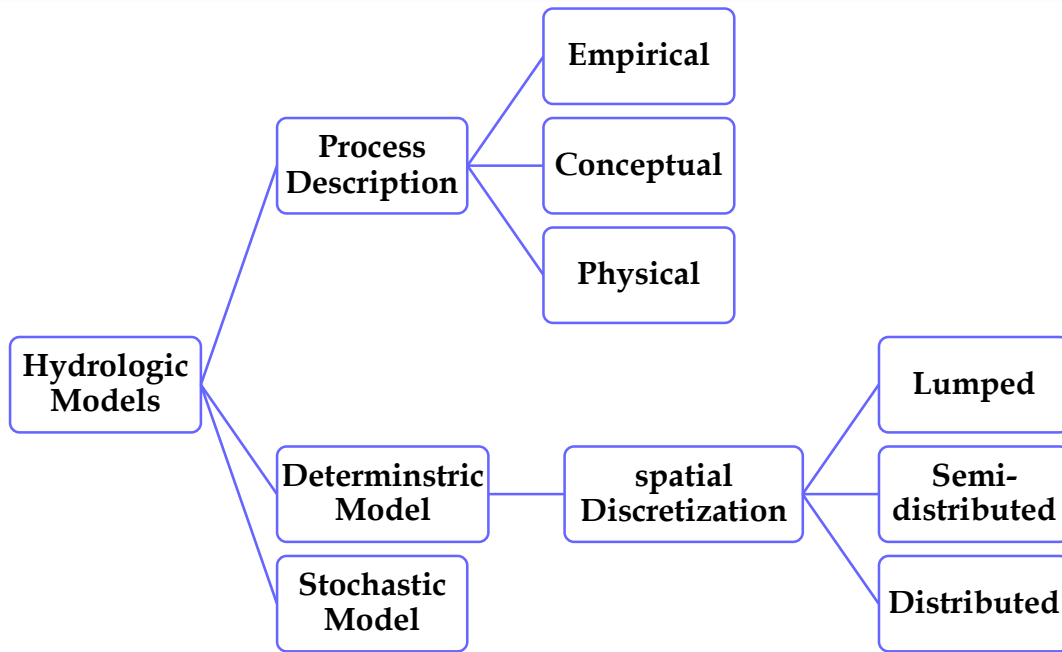 Empirical
Process
Description
Conceptual
Physical
Hydrologic
Models
Lumped
Determinstric
Model
spatial
Discretization
Semi-
distributed
Stochastic
Model
Distributed